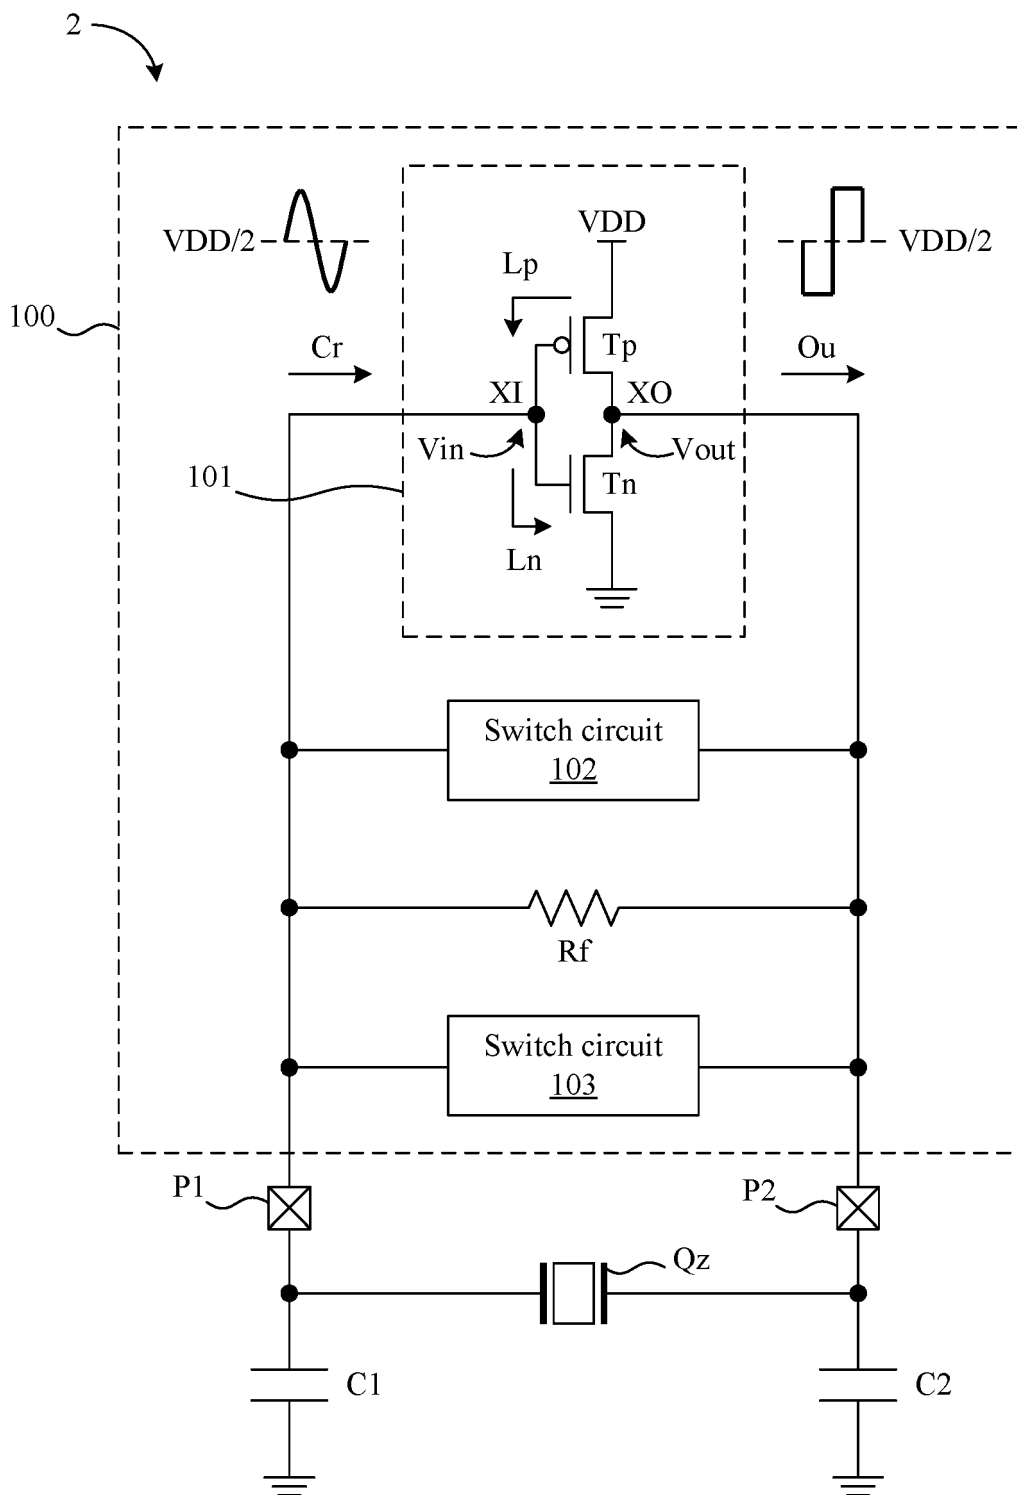 2
VDD/2
VDD
VDD/2
Lp
100
Cr
Tp
Ou
XI
XO
Vin
Vout
101
Tn
Ln
Switch circuit
102
Rf
Switch circuit
103
P1
P2
Qz
C1
C2